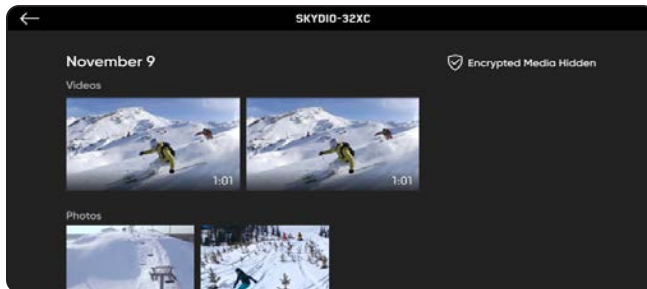 SKYDIO-32XC
November 9
Encrypted Media Hidden
Videos
1:01
1:01
Photos